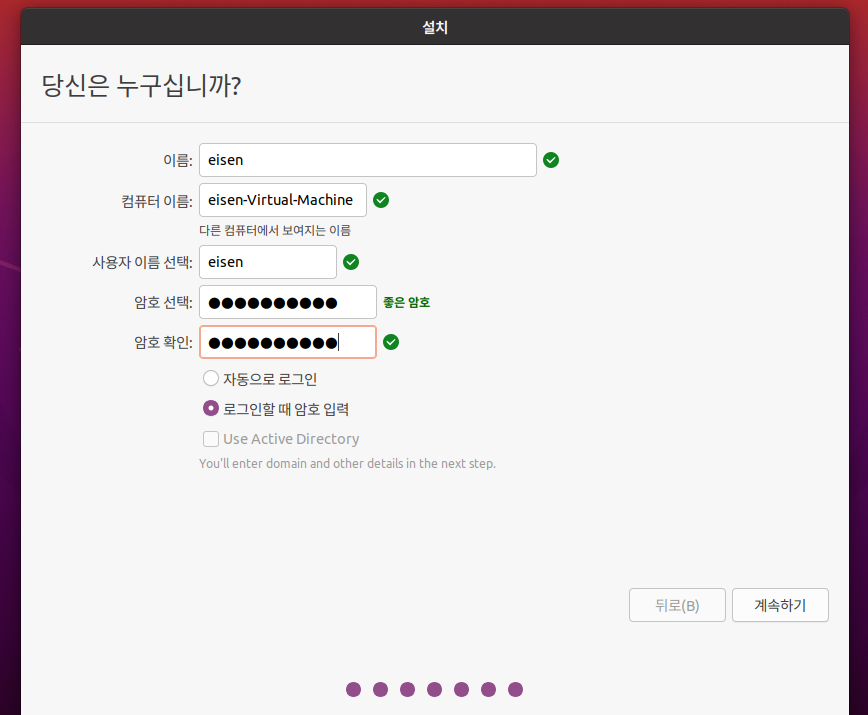 설치
당신은 누구십니까?
이름: eisen
컴퓨터 이름: eisen-Virtual-Machine
다른 컴퓨터에서 보여지는 이름
사용자 이름 선택: eisen
암호 선택: ●●●●●●●●●● 좋은 암호
암호 확인: ●●●●●●●●●●
자동으로 로그인
로그인할 때 암호 입력
Use Active Directory
You'll enter domain and other details in the next step.
뒤로(B) 계속하기